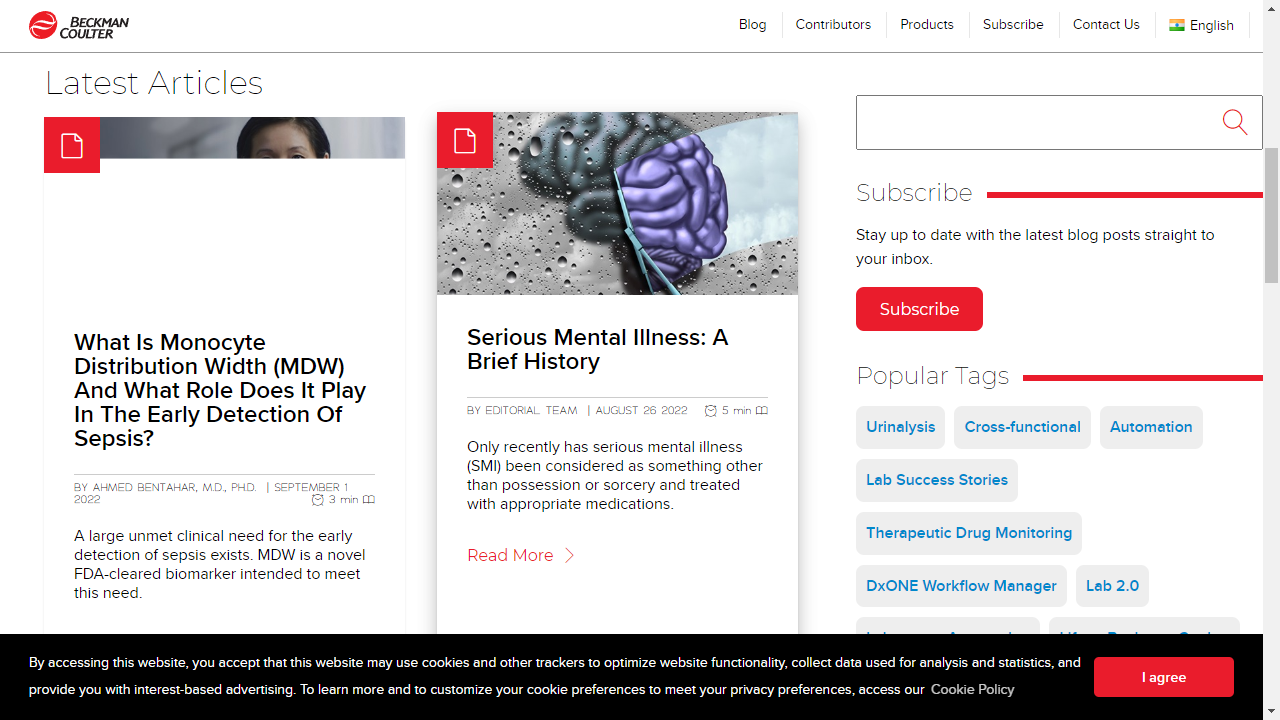 BECKMAN
COULTER
Blog
Contributors
Products
Subscribe
Contact Us
English
Latest Articles
What Is Monocyte
Distribution Width (MDW)
And What Role Does It Play
In The Early Detection Of
Sepsis?
BY AHMED BENTAHAR, M.D., PH.D. | SEPTEMBER 1
2022
3 min
A large unmet clinical need for the early
detection of sepsis exists. MDW is a novel
FDA-cleared biomarker intended to meet
this need.
Serious Mental Illness: A
Brief History
BY EDITORIAL TEAM | AUGUST 26 2022
5 min
Only recently has serious mental illness
(SMI) been considered as something other
than possession or sorcery and treated
with appropriate medications.
Read More
Subscribe
Stay up to date with the latest blog posts straight to
your inbox.
Subscribe
Popular Tags
Urinalysis
Cross-functional
Automation
Lab Success Stories
Therapeutic Drug Monitoring
DxONE Workflow Manager
Lab 2.0
By accessing this website, you accept that this website may use cookies and other trackers to optimize website functionality, collect data used for analysis and statistics, and
provide you with interest-based advertising. To learn more and to customize your cookie preferences to meet your privacy preferences, access our Cookie Policy
I agree